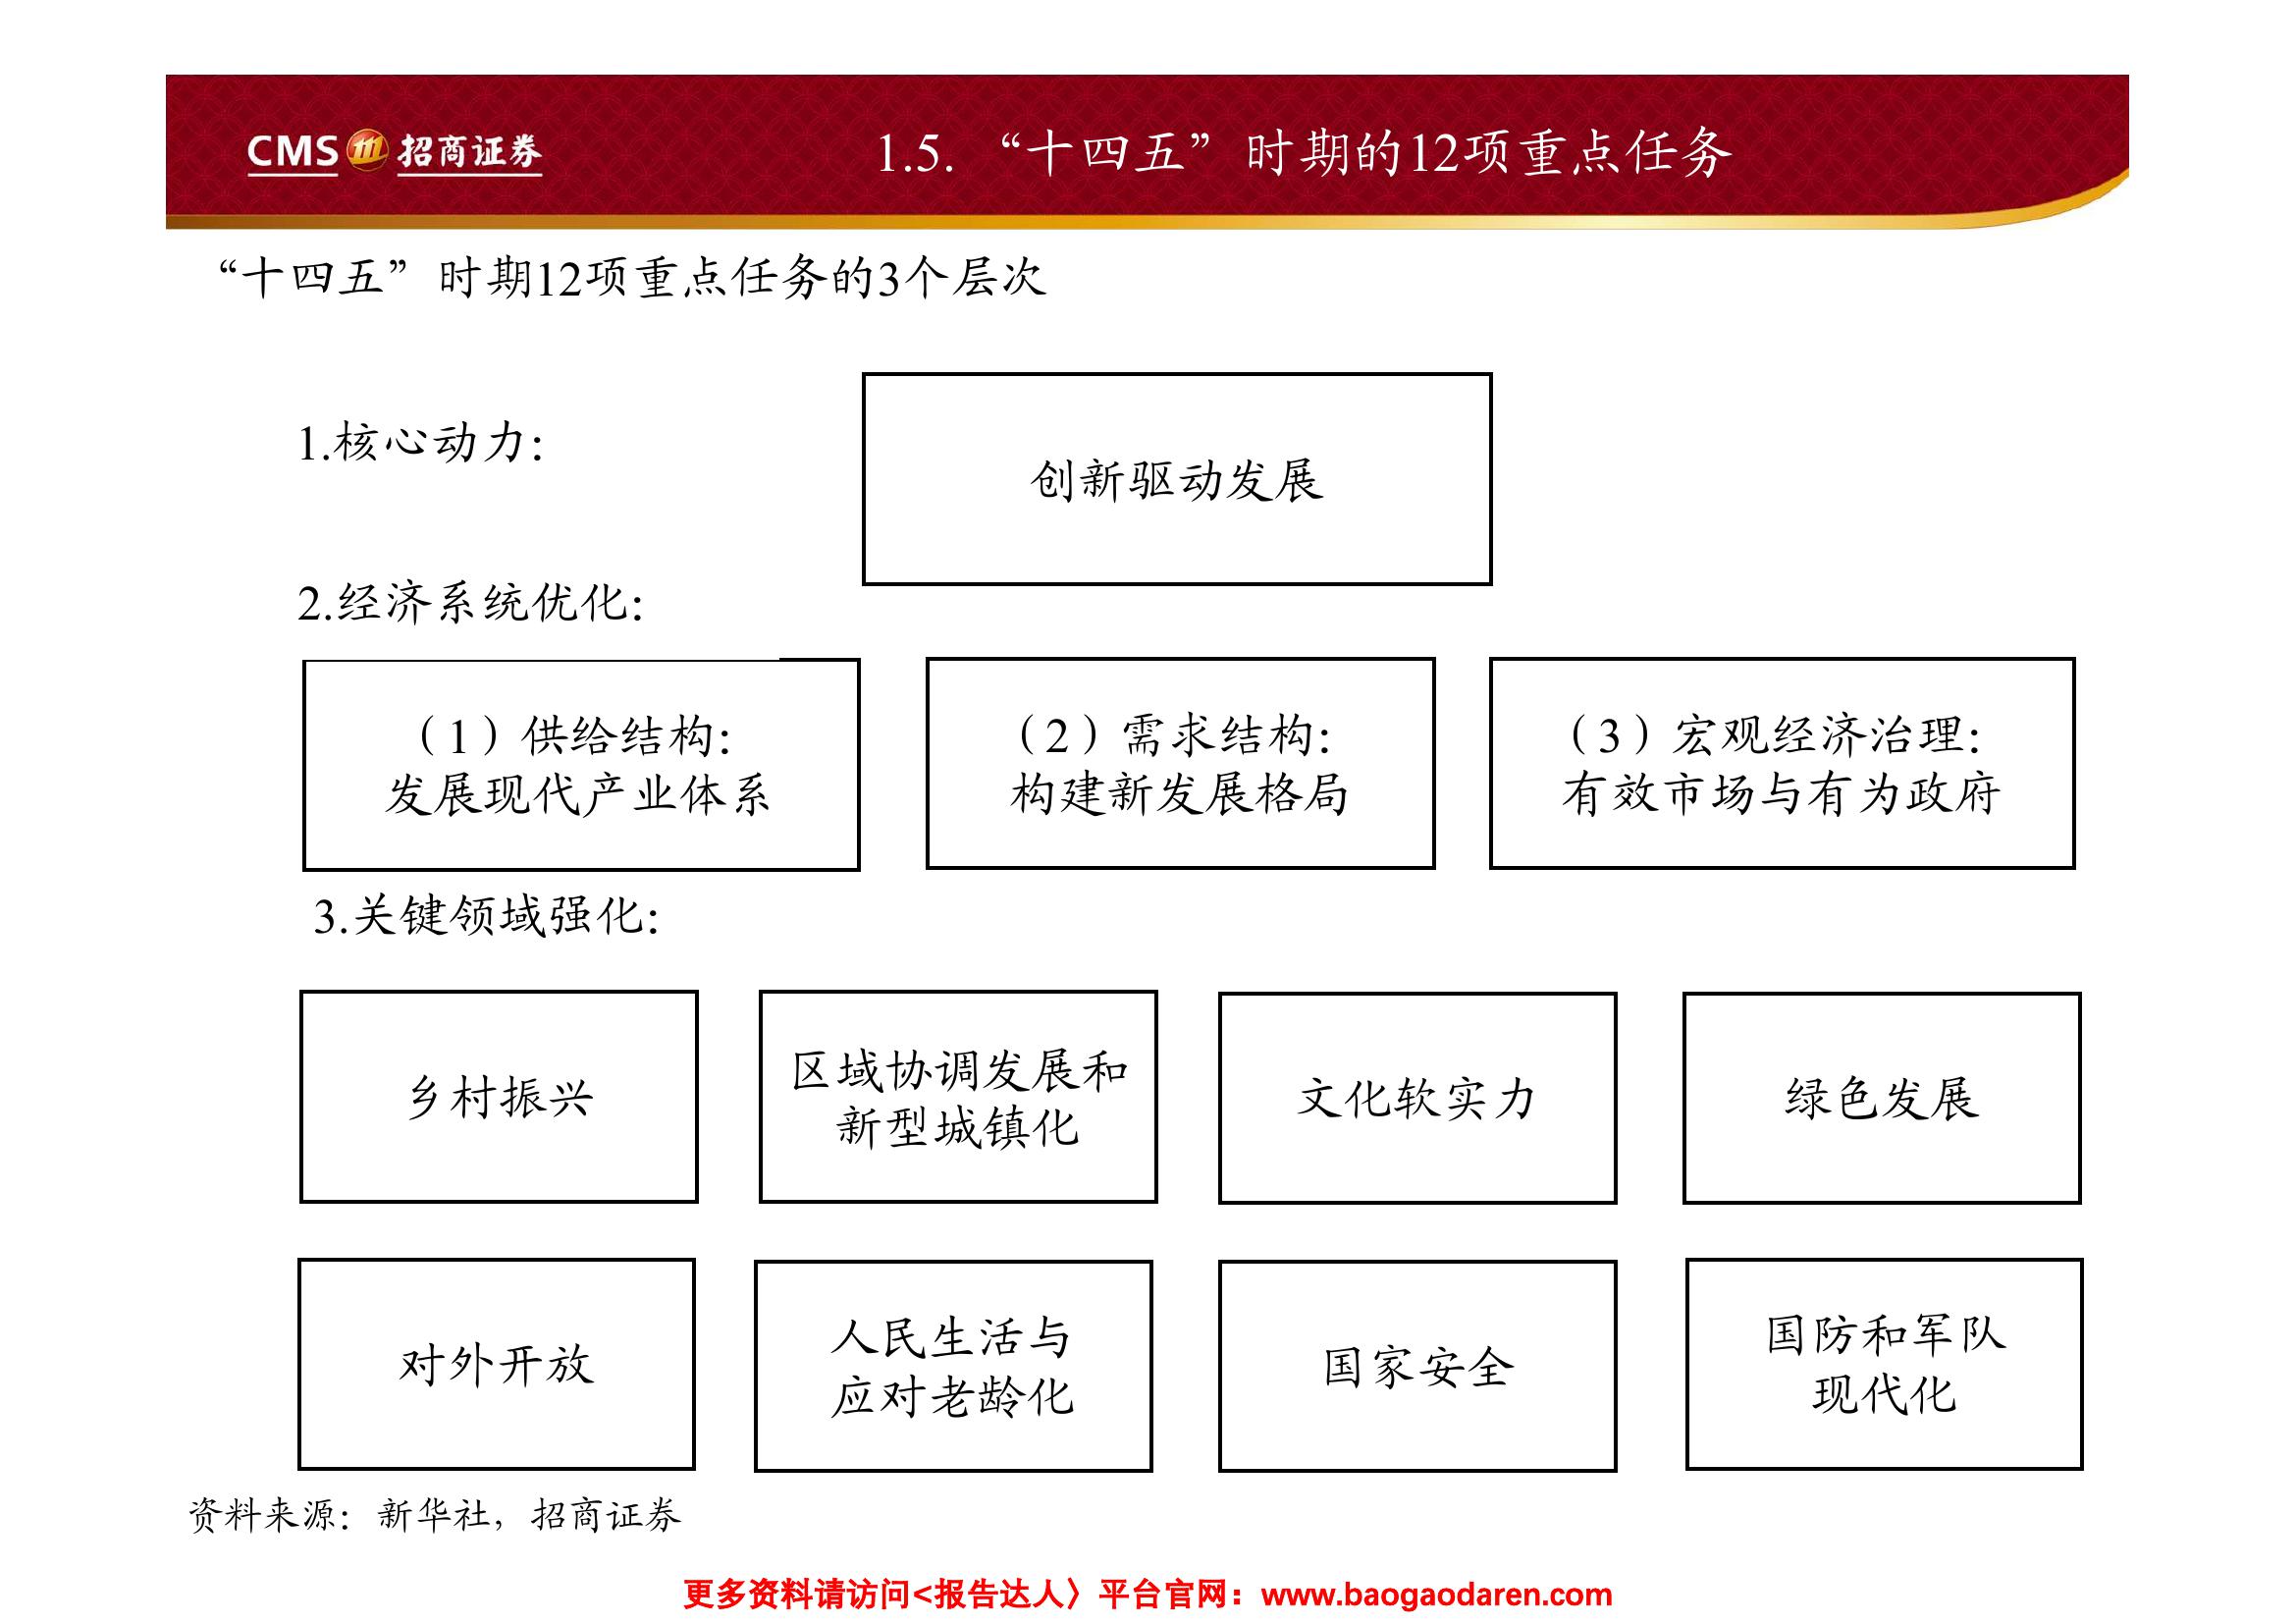 CMS 招商证券
1.5. “十四五”时期的12项重点任务
“十四五”时期12项重点任务的3个层次
1.核心动力：
创新驱动发展
2.经济系统优化：
（1）供给结构：
发展现代产业体系
（2）需求结构：
构建新发展格局
（3）宏观经济治理：
有效市场与有为政府
3.关键领域强化：
乡村振兴
区域协调发展和
新型城镇化
文化软实力
绿色发展
对外开放
人民生活与
应对老龄化
国家安全
国防和军队
现代化
资料来源：新华社，招商证券
更多资料请访问<报告达人〉平台官网：www.baogaodaren.com